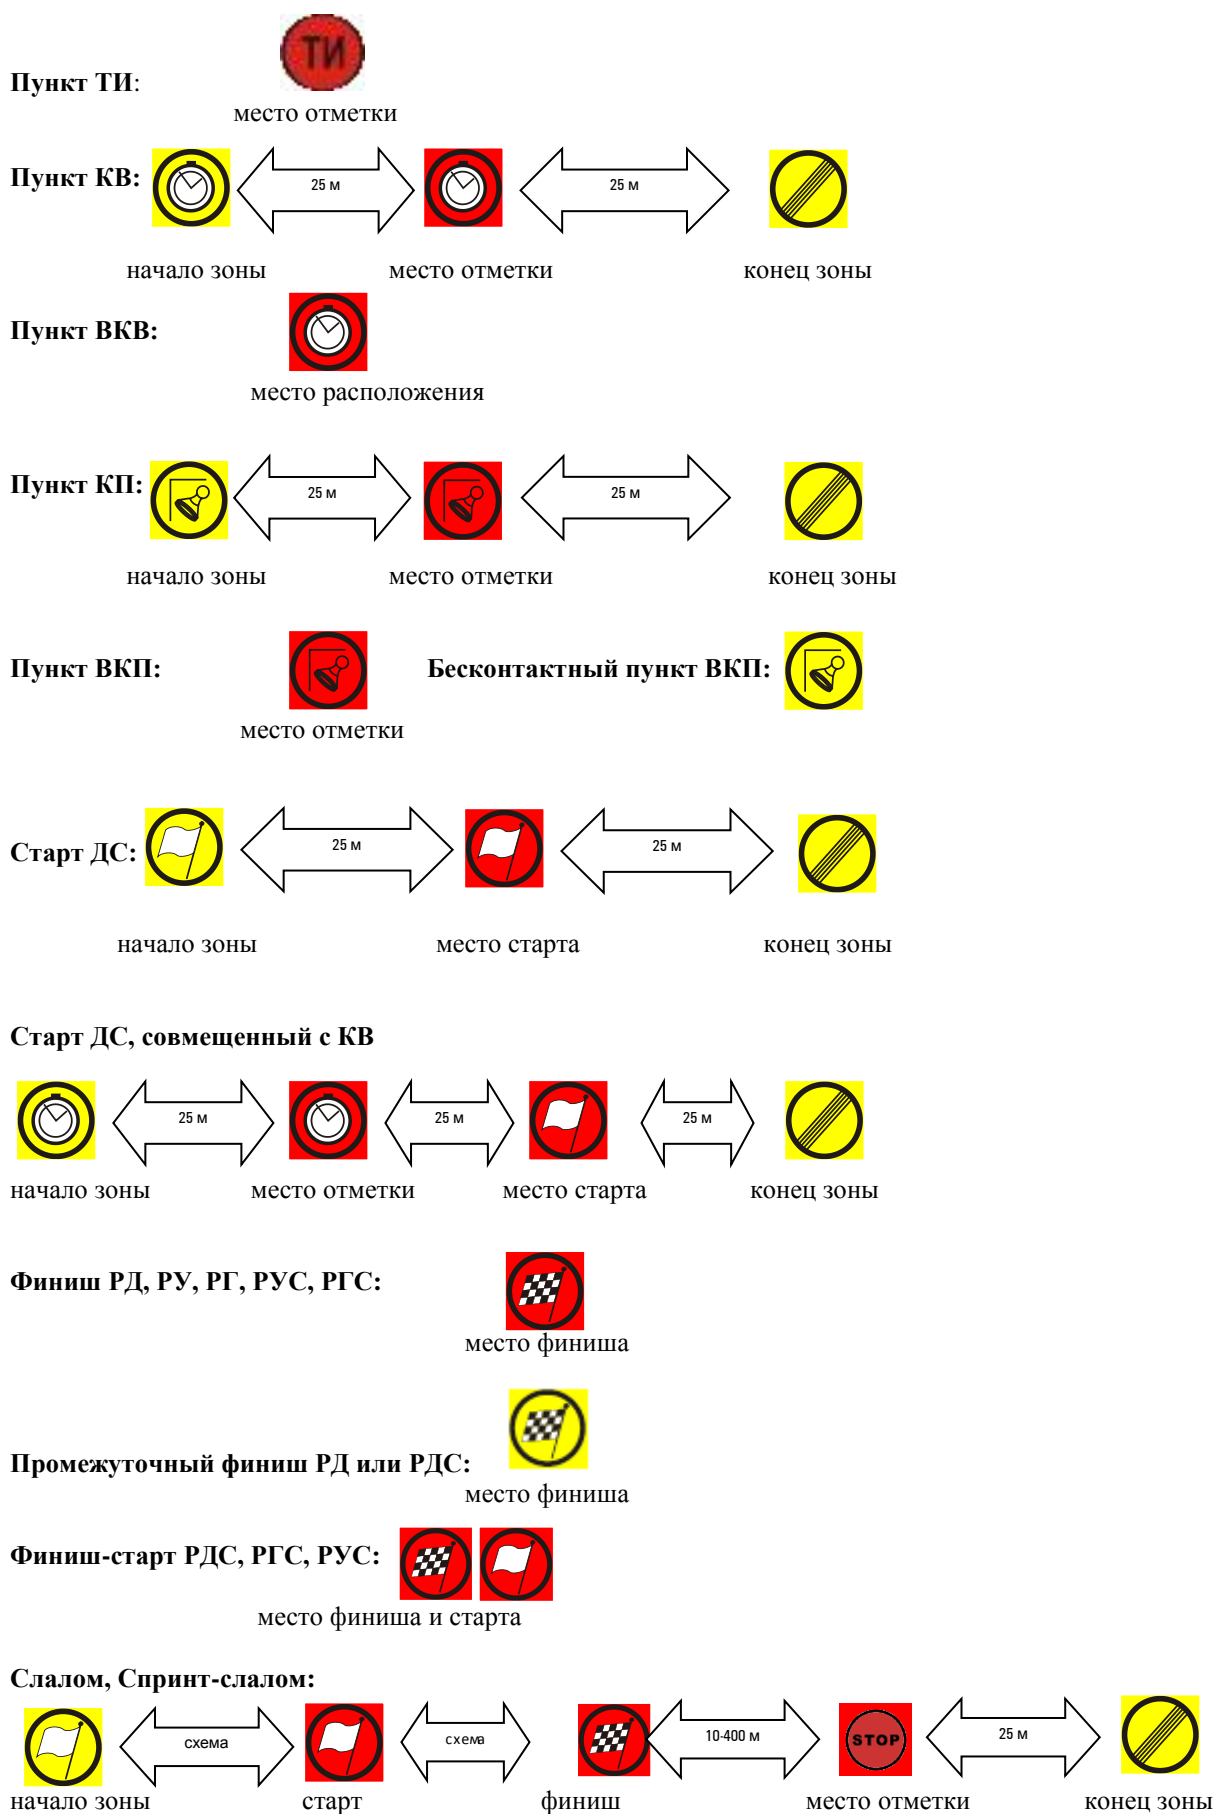 ТИ
Пункт ТИ:
место отметки
Пункт КВ:
25 м
25 м
начало зоны место отметки конец зоны
Пункт ВКВ:
место расположения
Пункт КП:
25 м
25 м
начало зоны место отметки конец зоны
Пункт ВКП:
Бесконтактный пункт ВКП:
место отметки
Старт ДС:
25 м
25 м
начало зоны место старта конец зоны
Старт ДС, совмещенный с КВ
25 м
25 м
25 м
начало зоны место отметки место старта конец зоны
Финиш РД, РУ, РГ, РУС, РГС:
место финиша
Промежуточный финиш РД или РДС:
место финиша
Финиш-старт РДС, РГС, РУС:
место финиша и старта
Слалом, Спринт-слалом:
схема
схема
10-400 м
STOP
25 м
начало зоны старт финиш место отметки конец зоны